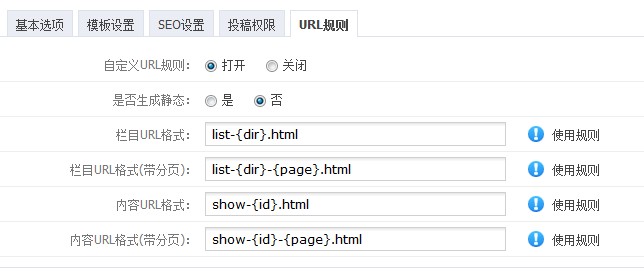 基本选项 模板设置 SEO设置 投稿权限 URL规则
自定义URL规则： 打开 关闭
是否生成静态： 是 否
栏目URL格式： list-{dir}.html 使用规则
栏目URL格式(带分页)： list-{dir}-{page}.html 使用规则
内容URL格式： show-{id}.html 使用规则
内容URL格式(带分页)： show-{id}-{page}.html 使用规则